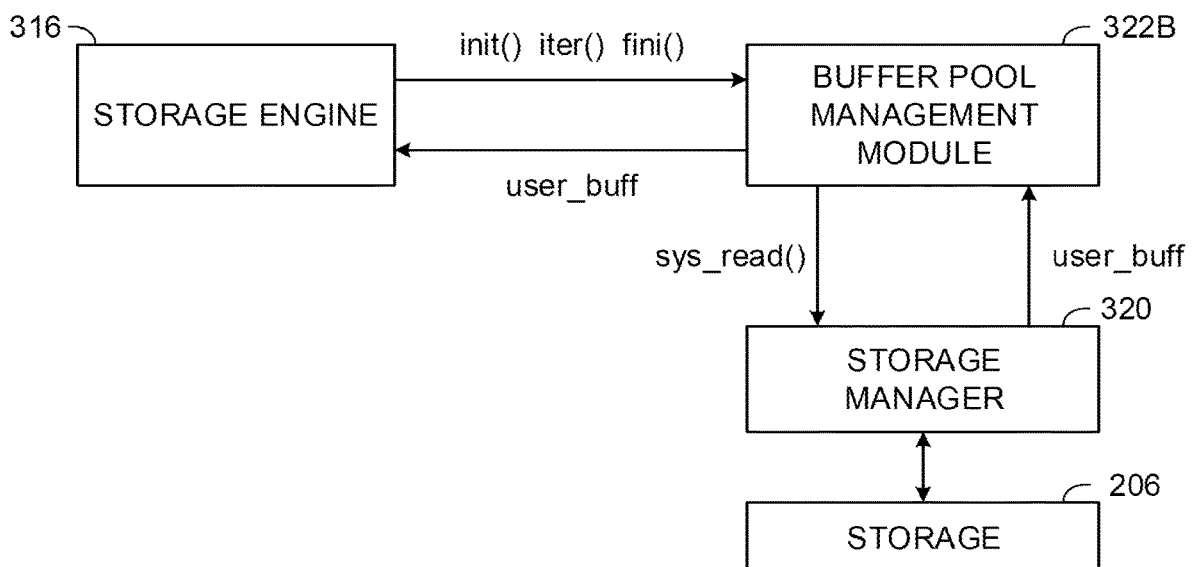 316
322B
init() iter() fini()
STORAGE ENGINE
BUFFER POOL
MANAGEMENT
MODULE
user_buff
sys_read()
user_buff
320
STORAGE
MANAGER
206
STORAGE